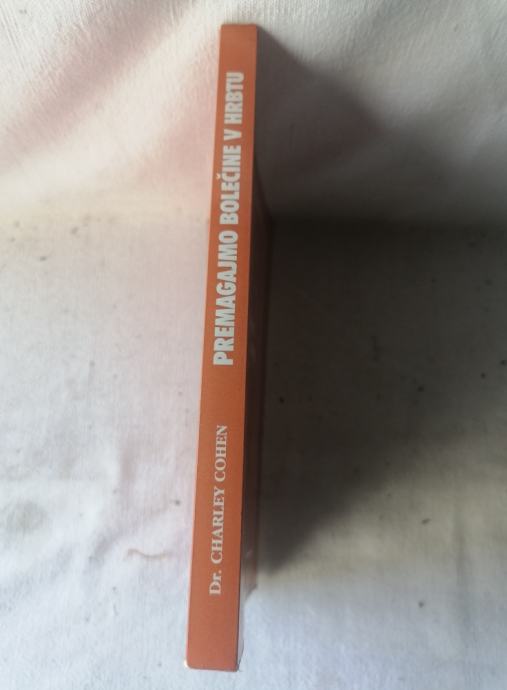 Dr. CHARLEY COHEN
PREMAGAJMO BOLEČINE V HRBTU